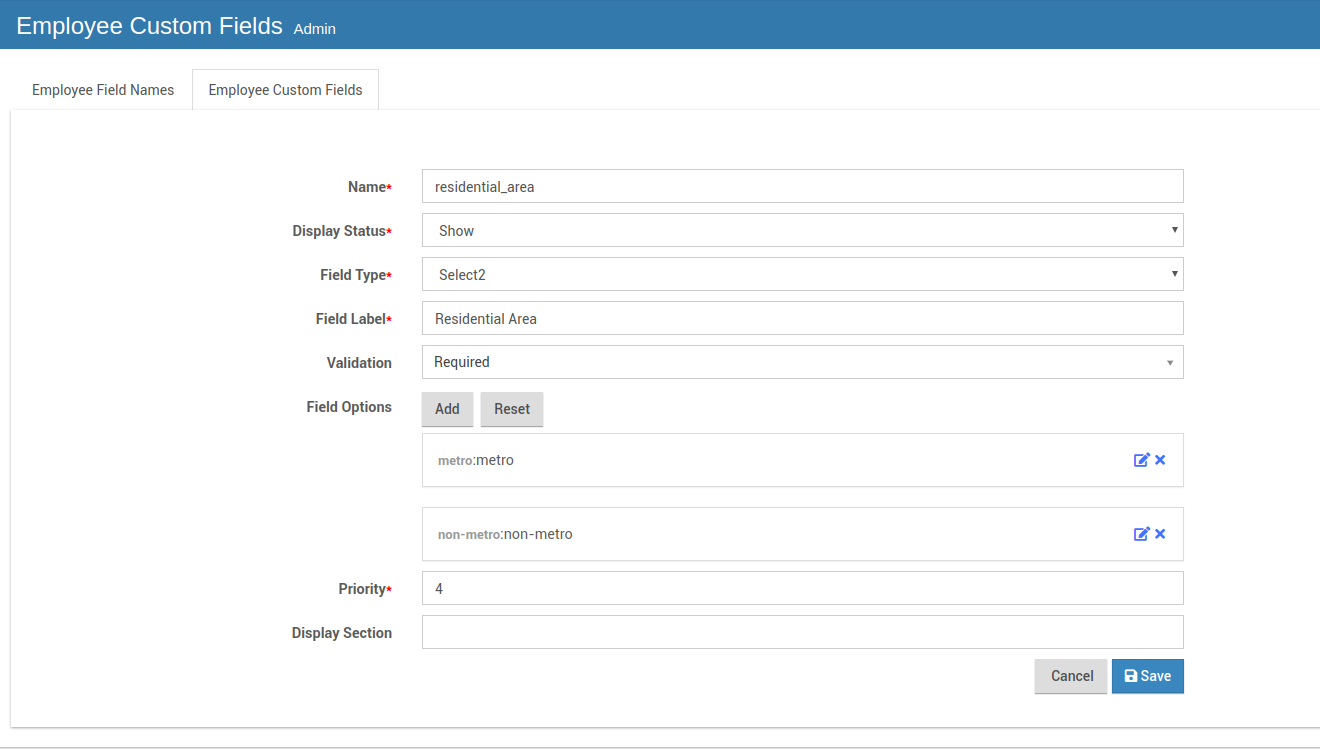 Employee Custom Fields Admin
Employee Field Names Employee Custom Fields
Name* residential_area
Display Status* Show
Field Type* Select2
Field Label* Residential Area
Validation Required
Field Options Add Reset
metro:metro
non-metro:non-metro
Priority* 4
Display Section
Cancel Save